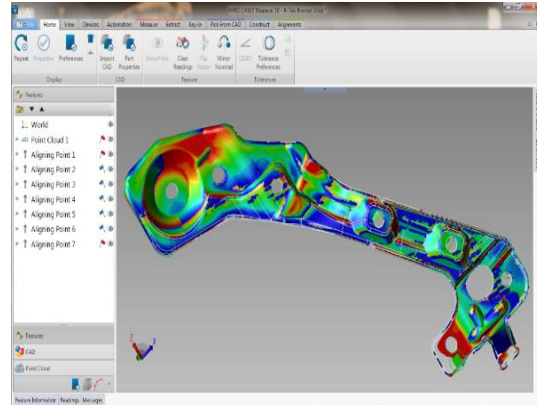 Home View Devices Automation Measure Extract Key-In Pick From CAD Construct Alignments
Repeat Properties Preferences Import CAD Part Properties Clear Readings Flip Vector Mirror Nominal GD&T Tolerance Preferences
Display CAD Feature Tolerances
Features
World
Point Cloud 1
Aligning Point 1
Aligning Point 2
Aligning Point 3
Aligning Point 4
Aligning Point 5
Aligning Point 6
Aligning Point 7
Z X
Features
CAD
Point Cloud
Feature Information Readings Messages